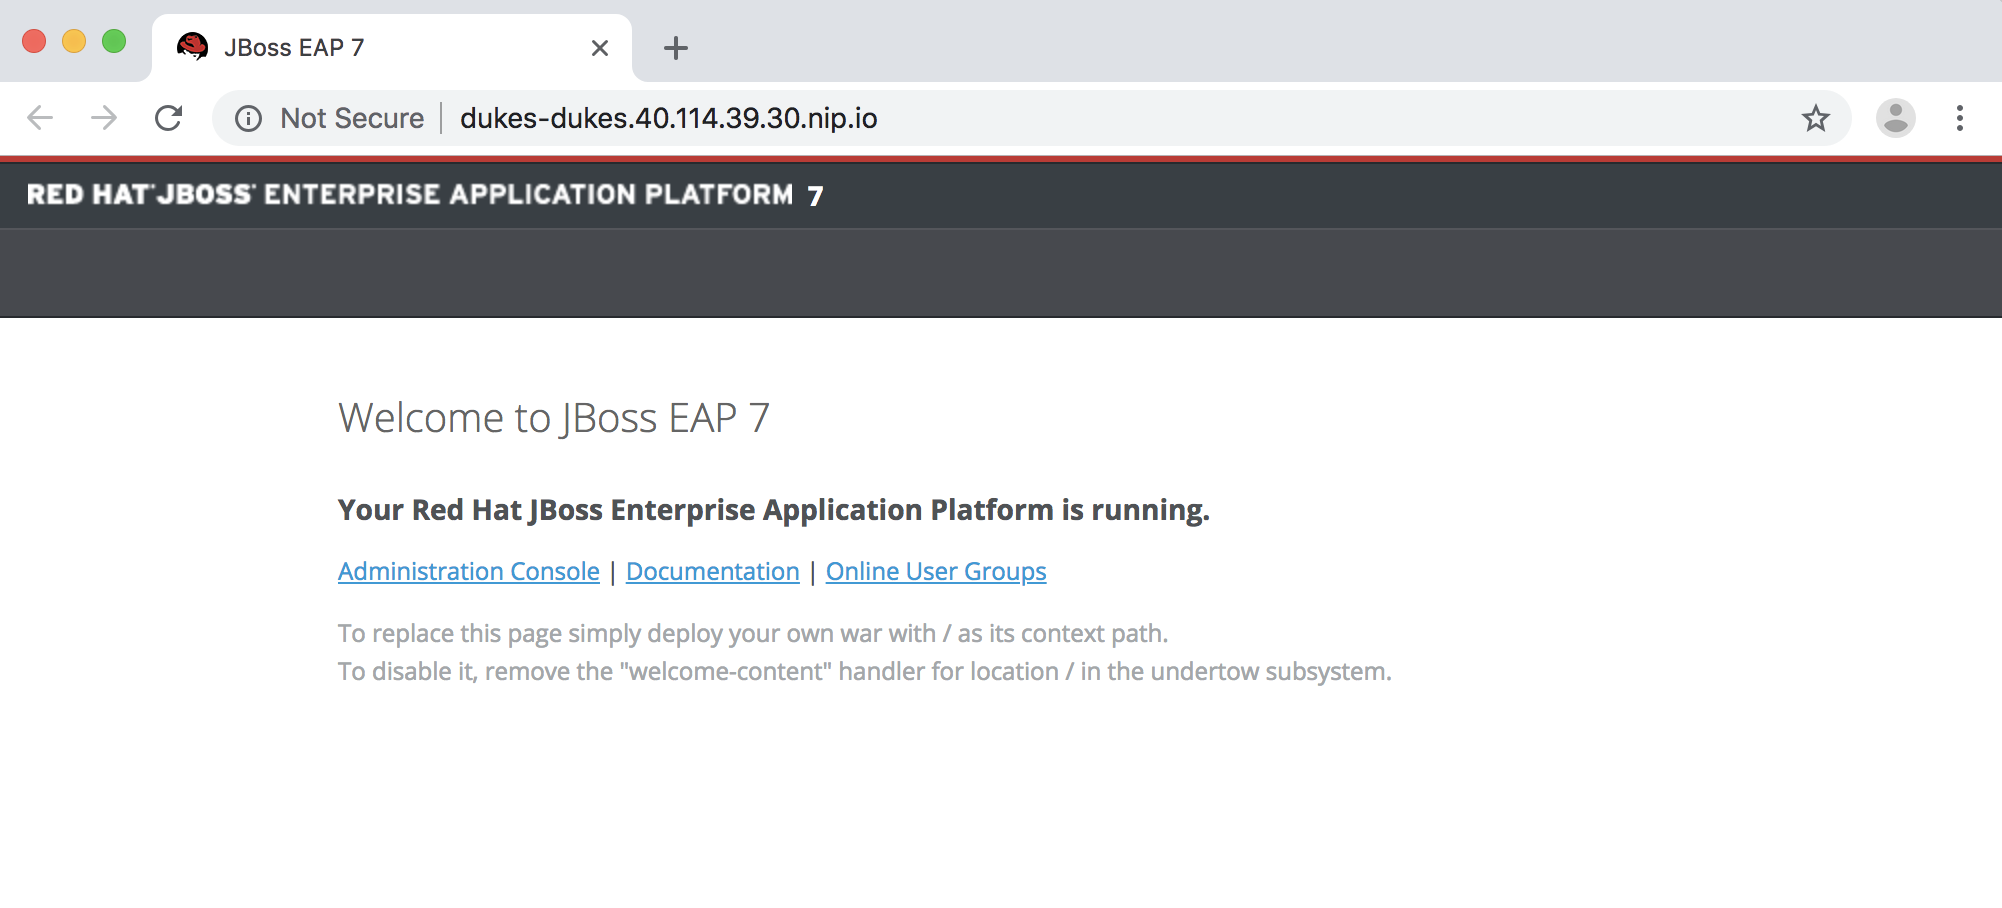 JBoss EAP 7
Not Secure | dukes-dukes.40.114.39.30.nip.io
RED HAT® JBOSS® ENTERPRISE APPLICATION PLATFORM 7
Welcome to JBoss EAP 7
Your Red Hat JBoss Enterprise Application Platform is running.
Administration Console | Documentation | Online User Groups
To replace this page simply deploy your own war with / as its context path.
To disable it, remove the "welcome-content" handler for location / in the undertow subsystem.